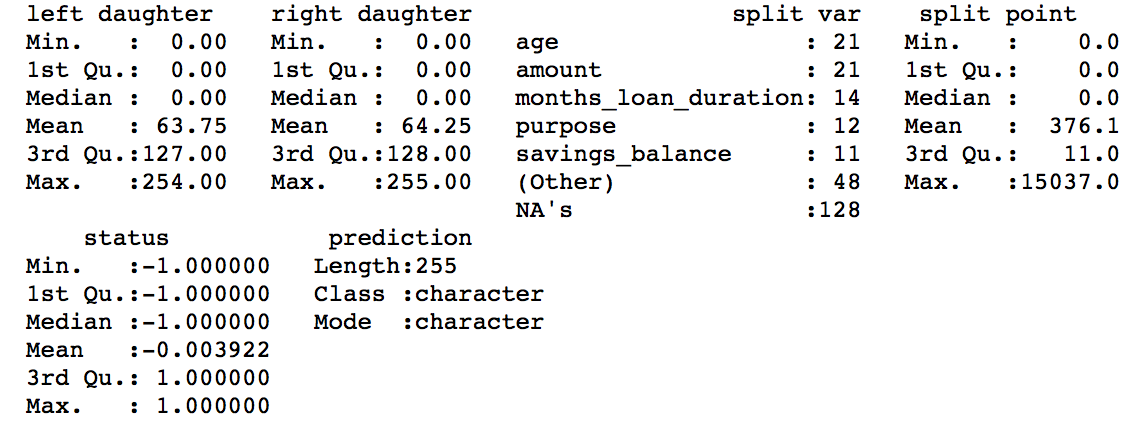 left daughter    right daughter                   split var    split point
Min.   :  0.00   Min.   :  0.00   age                 : 21   Min.   :    0.0
1st Qu.:  0.00   1st Qu.:  0.00   amount              : 21   1st Qu.:    0.0
Median :  0.00   Median :  0.00   months_loan_duration: 14   Median :    0.0
Mean   : 63.75   Mean   : 64.25   purpose             : 12   Mean   :  376.1
3rd Qu.:127.00   3rd Qu.:128.00   savings_balance     : 11   3rd Qu.:   11.0
Max.   :254.00   Max.   :255.00   (Other)             : 48   Max.   :15037.0
                                  NA's                :128
    status            prediction
Min.   :-1.000000   Length:255
1st Qu.:-1.000000   Class :character
Median :-1.000000   Mode  :character
Mean   :-0.003922
3rd Qu.: 1.000000
Max.   : 1.000000